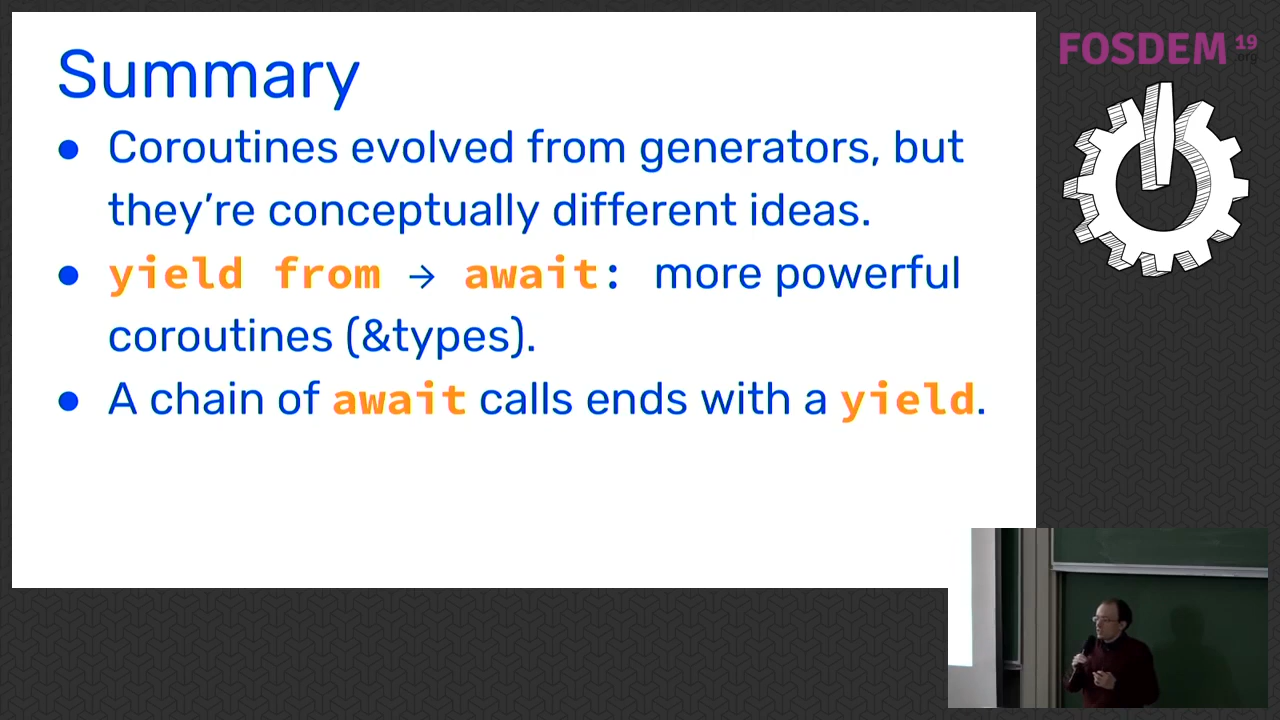 Summary
● Coroutines evolved from generators, but
they’re conceptually different ideas.
● yield from → await: more powerful
coroutines (&types).
● A chain of await calls ends with a yield.
FOSDEM 19
.org